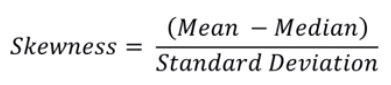 Skewness = (Mean − Median)
Standard Deviation